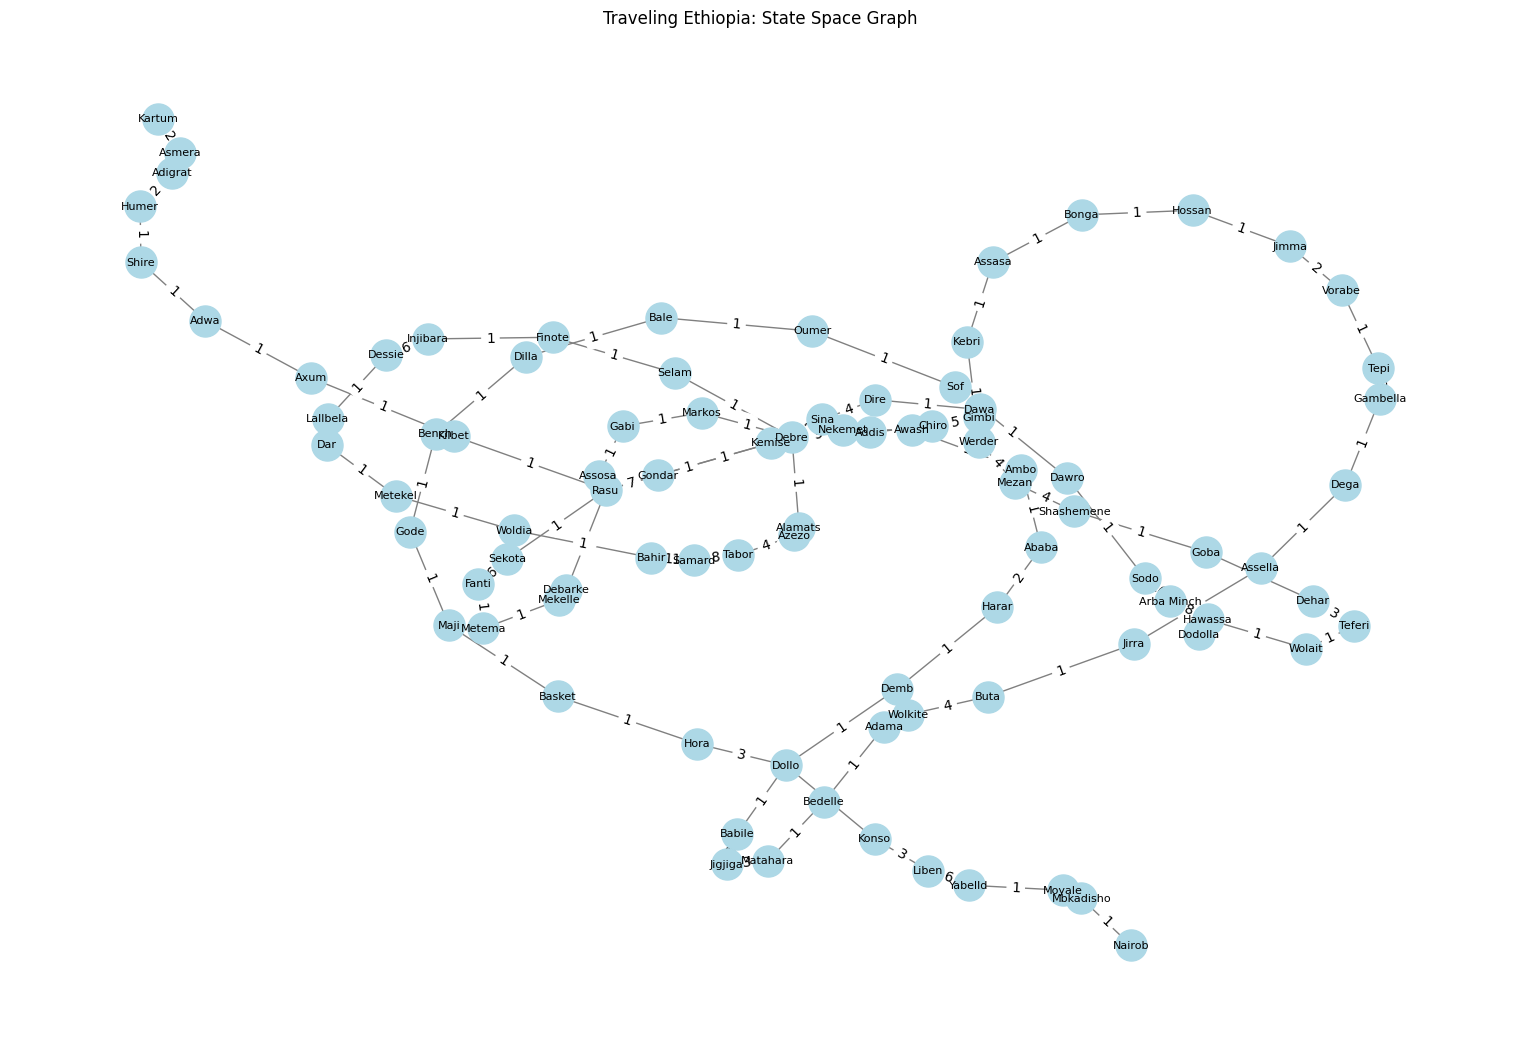 Traveling Ethiopia: State Space Graph
Kartum
2
Asmera
Adigrat
2
Humer
1
Shire
1
Adwa
1
Axum
1
Bonga
1
Hossan
1
Jimma
2
Vorabe
1
Tepi
Gambella
1
Dega
1
Assella
Assasa
1
1
Kebri
1
Bale
1
Oumer
1
Sof
1
Dilla
1
Finote
1
Injibara
6
Dessie
1
Lallbela
Dar
1
Metekel
1
Woldia
1
Bahir
Tamaro
8
Tabor
4
Azezo
Alamats
1
Debre
Kemise
1
Selam
1
Markos
1
Gabi
1
Assosa
Rasu
7
Gondar
1
1
1
Sekota
6
Fanti
1
Metema
1
Mekelle
Debarke
Kilbet
1
Gode
1
Maji
1
Basket
1
Hora
3
Dollo
1
Babile
Jigjiga
5
Matahara
1
Bedelle
1
Adama
Wolkite
4
Buta
1
Jirra
Demb
1
1
Harar
2
Ababa
1
Mezan
Ambo
4
Werder
Gimbi
Dawa
1
Dire
4
Sina
Nekemet
Addis
Awash
Chiro
5
1
Dawro
1
Sodo
Arba Minch
8
Hawassa
Dodolla
1
Wolait
1
Teferi
3
Dehar
Goba
1
Shashemene
4
Konso
3
Liben
6
Yabelld
1
Moyale
Mokadisho
1
Nairob